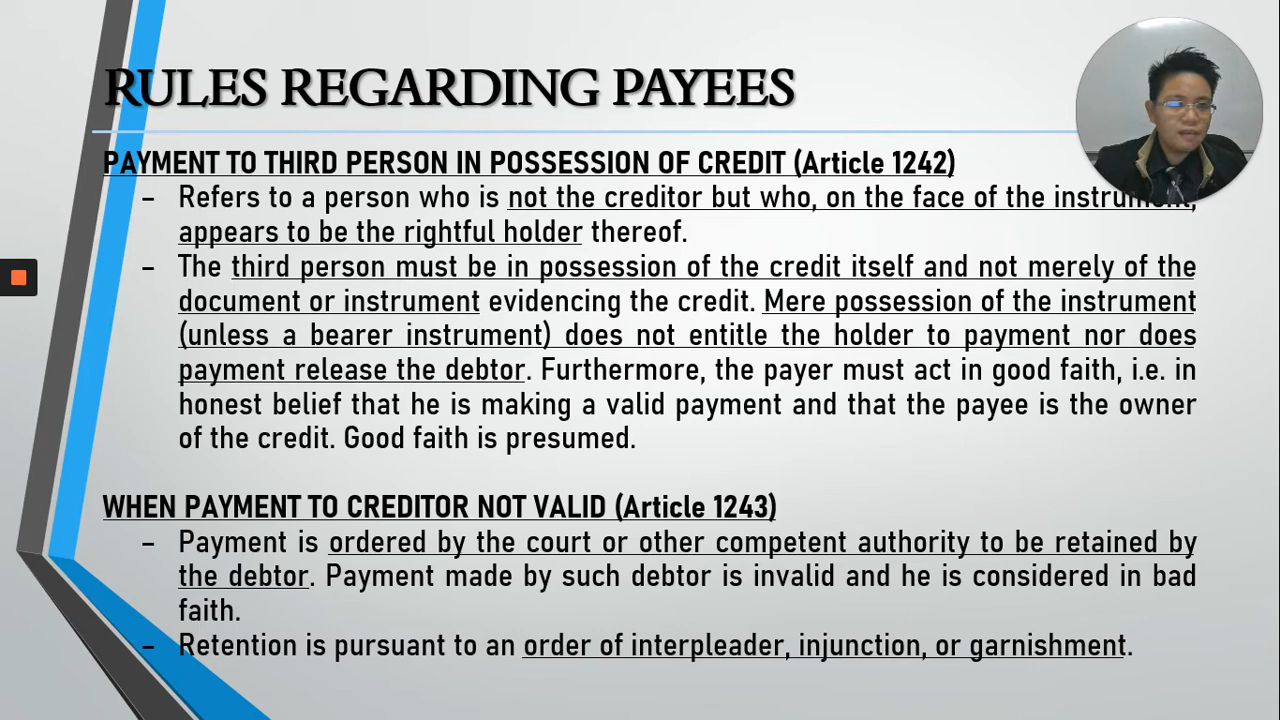 RULES REGARDING PAYEES
PAYMENT TO THIRD PERSON IN POSSESSION OF CREDIT (Article 1242)
– Refers to a person who is not the creditor but who, on the face of the instrument,
appears to be the rightful holder thereof.
– The third person must be in possession of the credit itself and not merely of the
document or instrument evidencing the credit. Mere possession of the instrument
(unless a bearer instrument) does not entitle the holder to payment nor does
payment release the debtor. Furthermore, the payer must act in good faith, i.e. in
honest belief that he is making a valid payment and that the payee is the owner
of the credit. Good faith is presumed.
WHEN PAYMENT TO CREDITOR NOT VALID (Article 1243)
– Payment is ordered by the court or other competent authority to be retained by
the debtor. Payment made by such debtor is invalid and he is considered in bad
faith.
– Retention is pursuant to an order of interpleader, injunction, or garnishment.